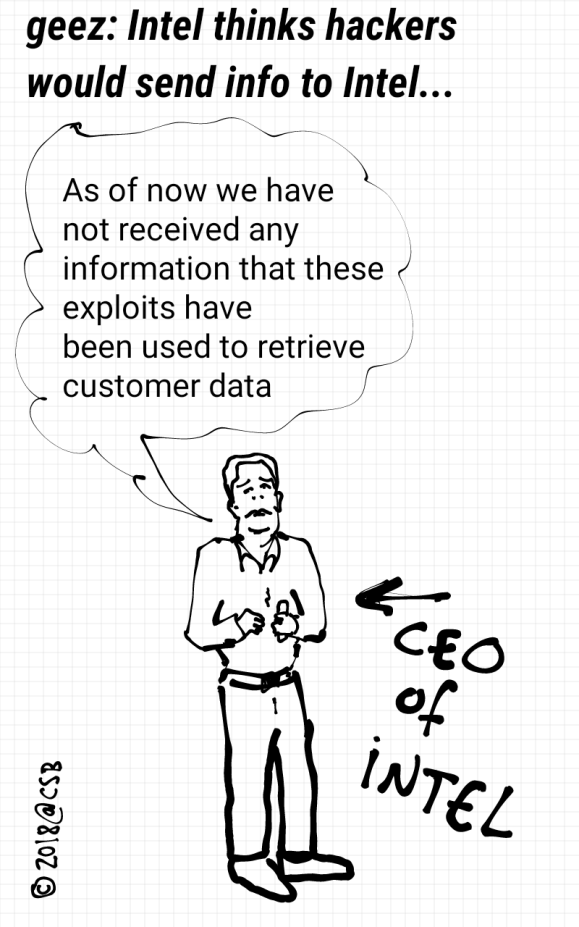 geez: Intel thinks hackers
would send info to Intel...
As of now we have
not received any
information that these
exploits have
been used to retrieve
customer data
CEO
of
iNTEL
© 2018@CSB